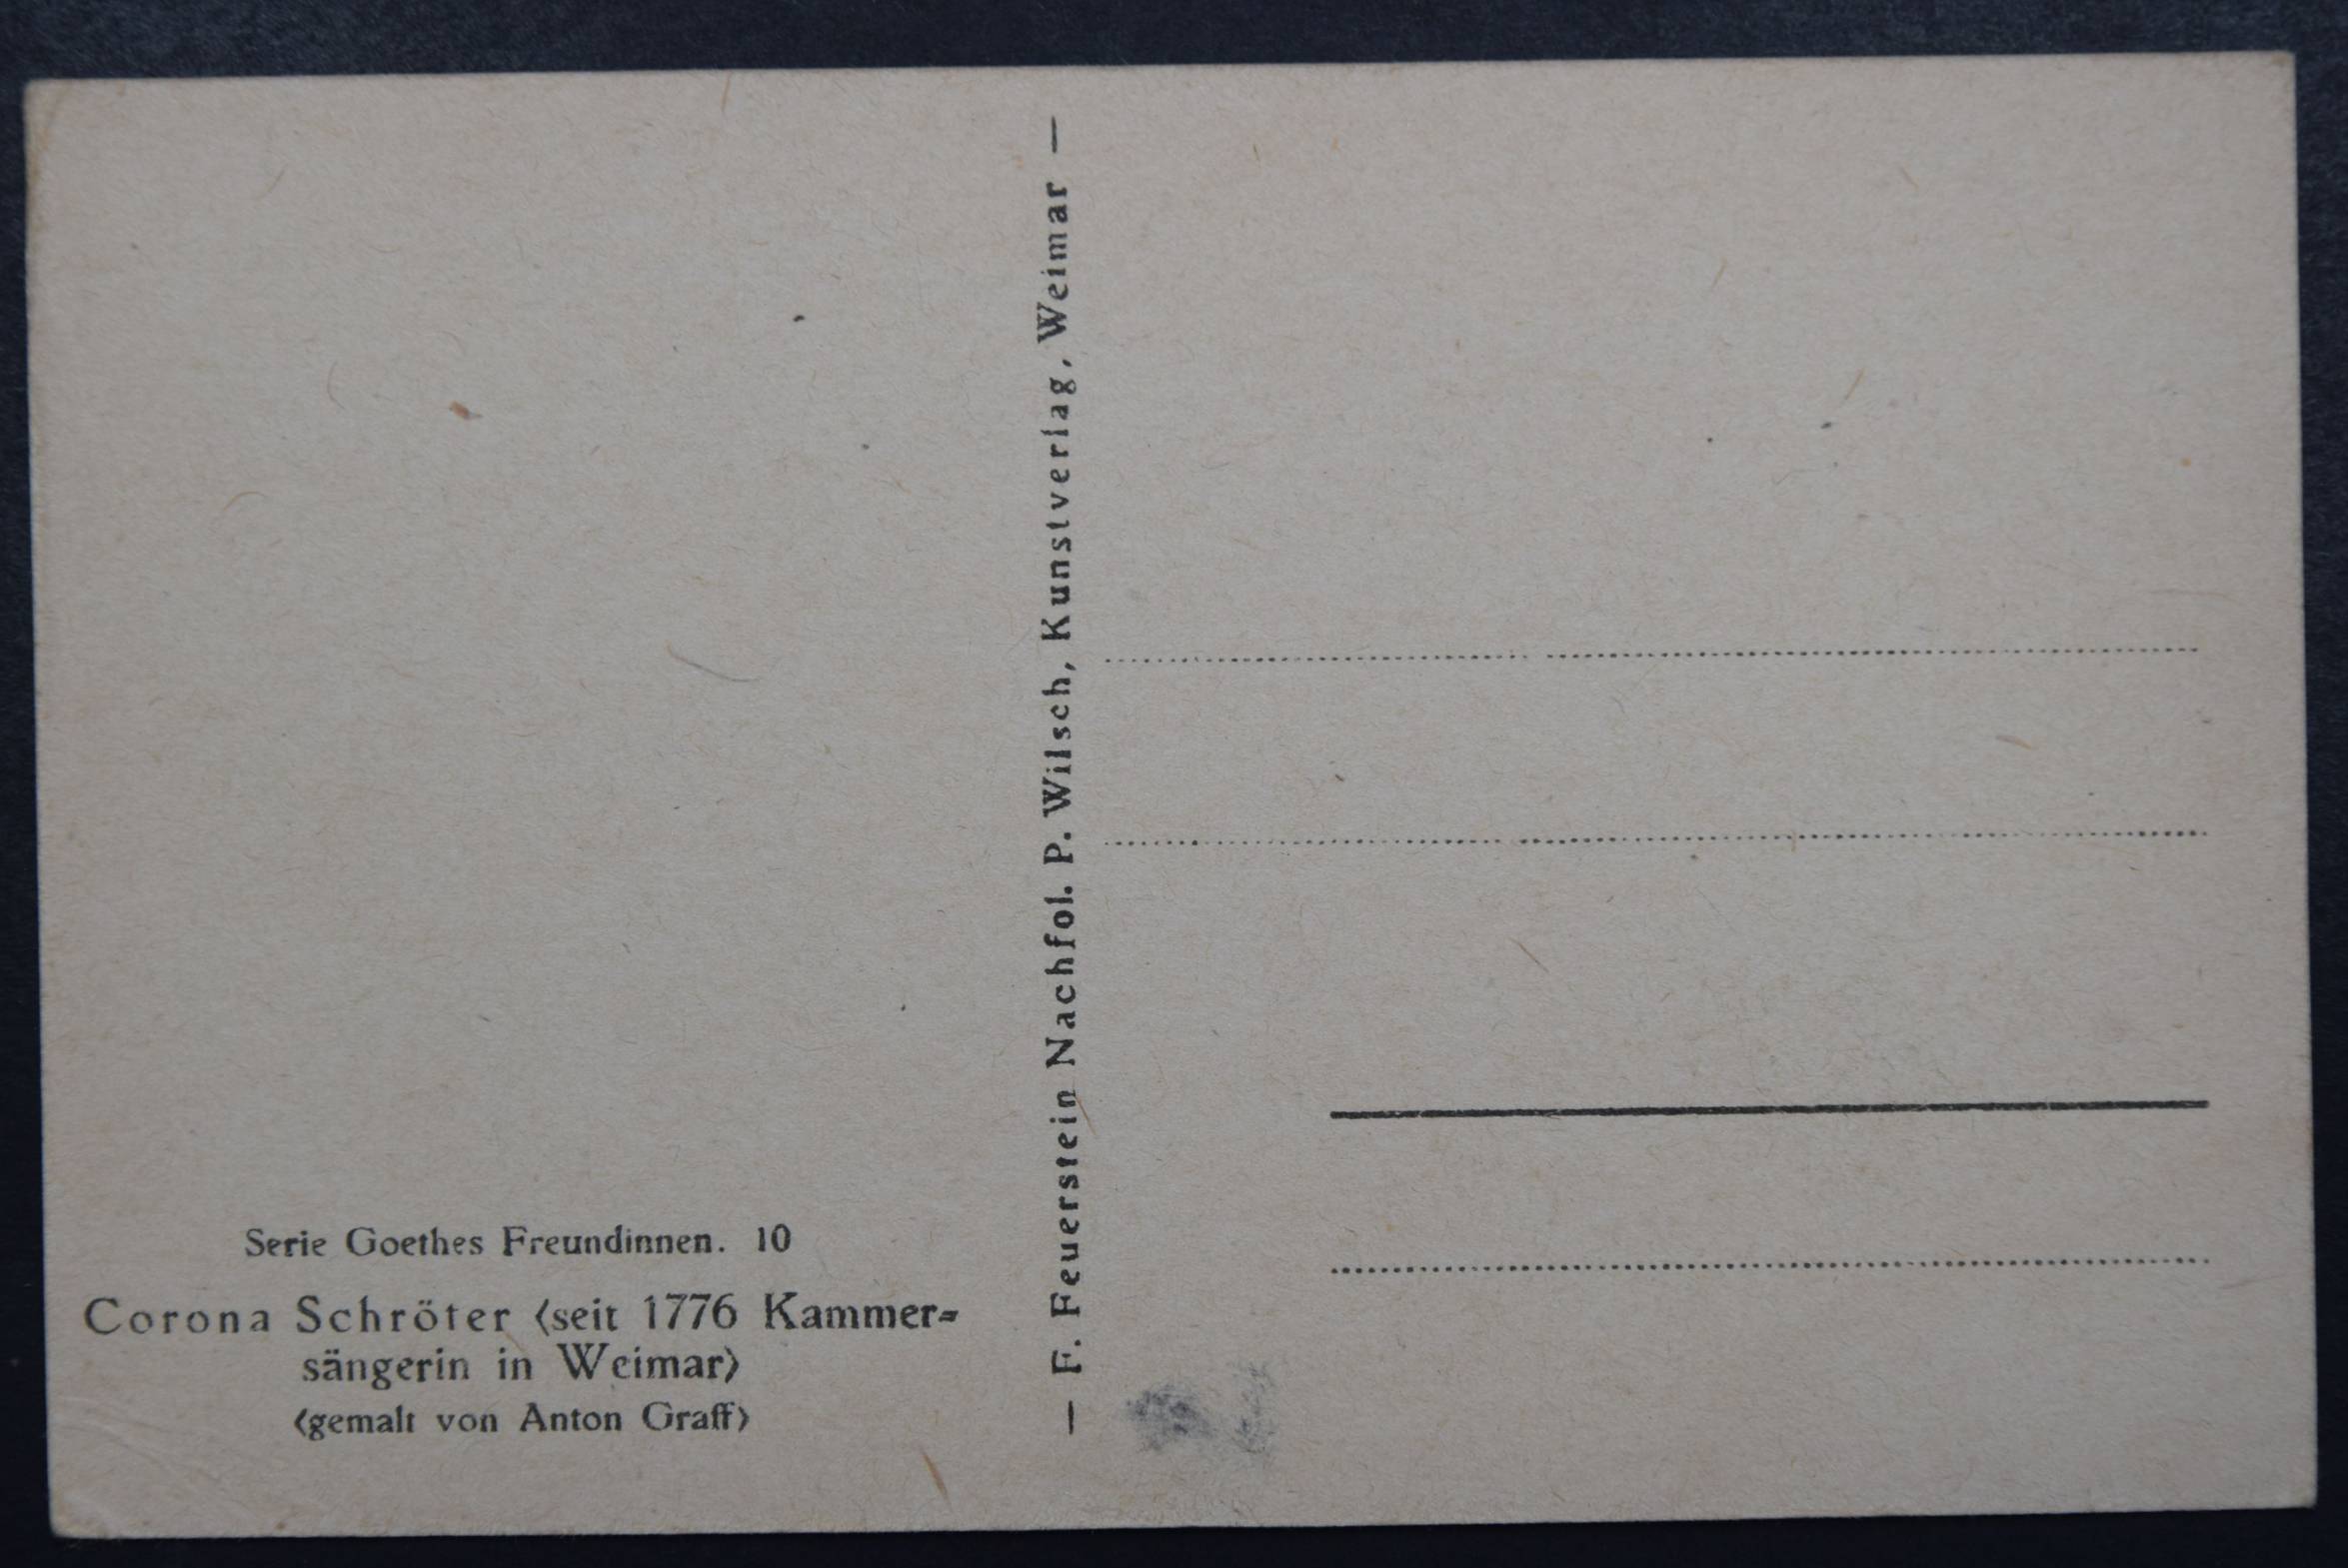 Serie Goethes Freundinnen. 10
Corona Schröter (seit 1776 Kammer=
sängerin in Weimar)
(gemalt von Anton Graff)
— F. Feuerstein Nachfol. P. Wilsch, Kunstverlag, Weimar —